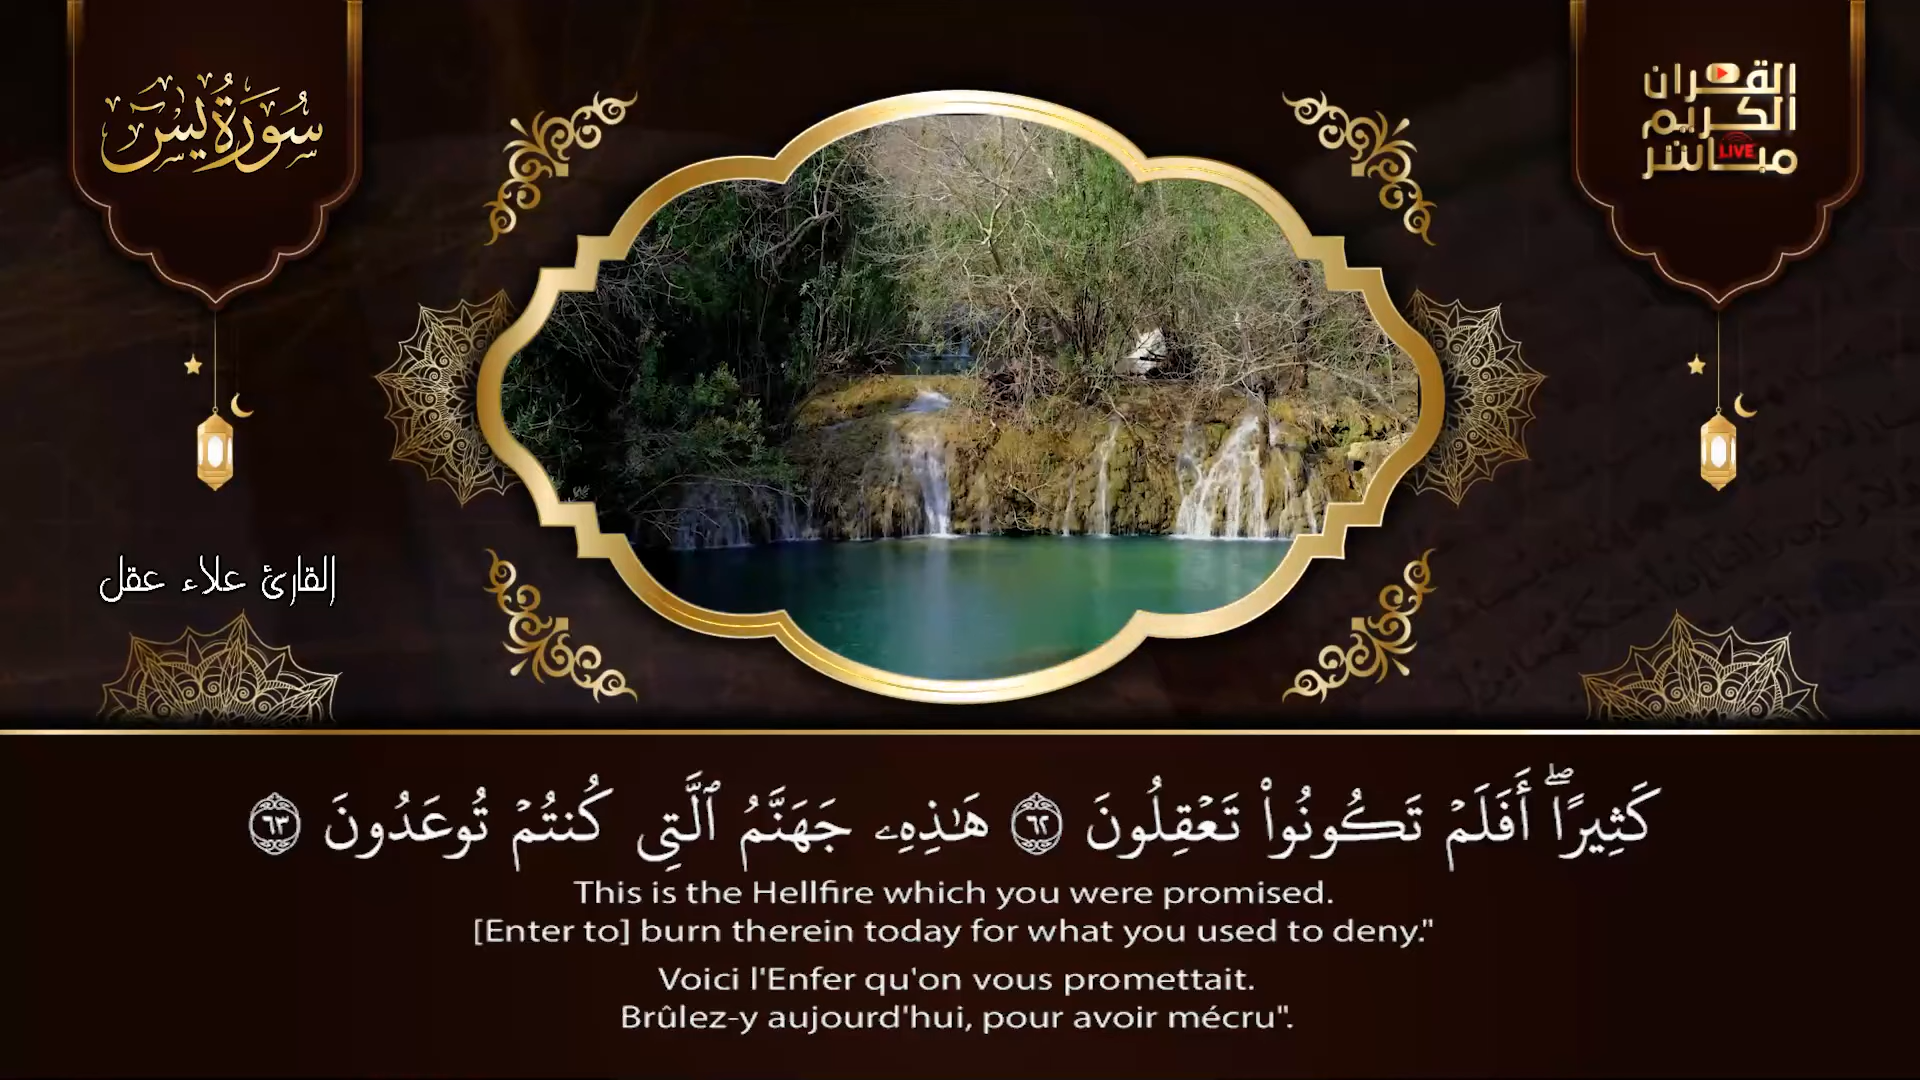 سُورَةُ يسٓ
القرآن
الكريم
مباشر
LIVE
القارئ علاء عقل
كَثِيرًاۖ أَفَلَمۡ تَكُونُواْ تَعۡقِلُونَ ٦٢ هَٰذِهِۦ جَهَنَّمُ ٱلَّتِي كُنتُمۡ تُوعَدُونَ ٦٣
This is the Hellfire which you were promised.
[Enter to] burn therein today for what you used to deny."
Voici l'Enfer qu'on vous promettait.
Brûlez-y aujourd'hui, pour avoir mécru".